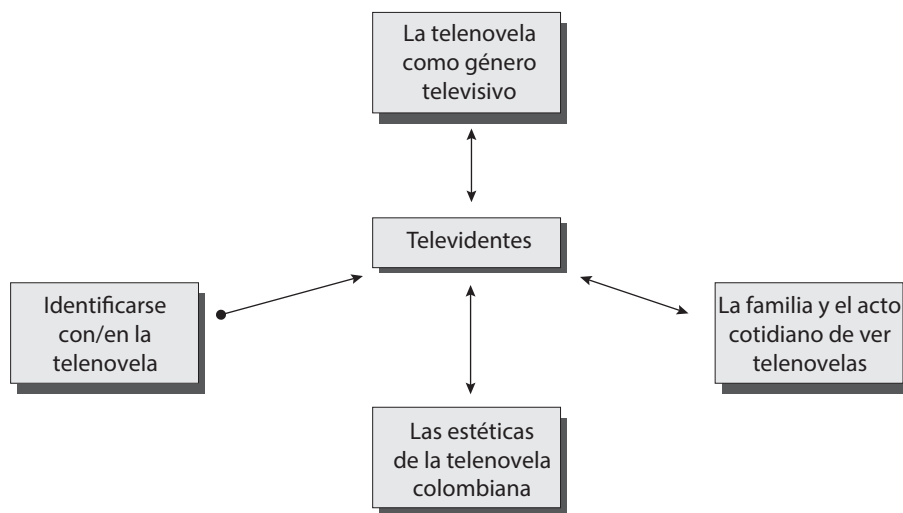 La telenovela
como género
televisivo
Televidentes
Identificarse
con/en la
telenovela
La familia y el acto
cotidiano de ver
telenovelas
Las estéticas
de la telenovela
colombiana